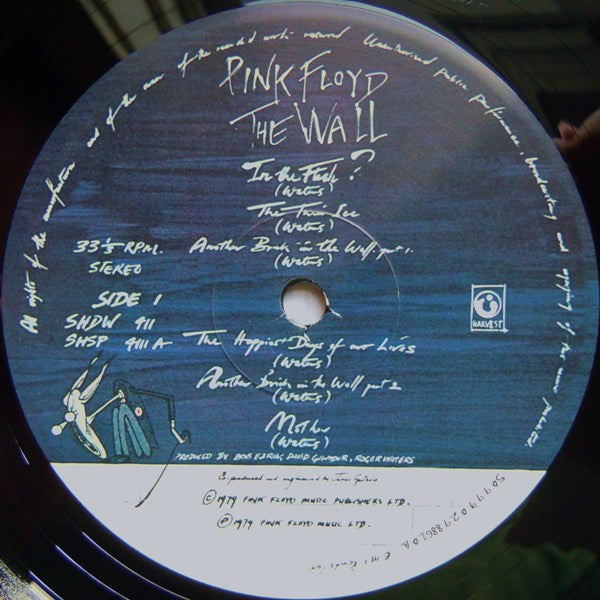 All rights of the manufacturer and of the owner of the recorded work reserved Unauthorised public performance, broadcasting and copying of this record prohibited.
PINK FLOYD
THE WALL
In the Flesh?
(Waters)
The Thin Ice
(Waters)
33⅓ RPM.
STEREO
Another Brick in the Wall part 1.
(Waters)
SIDE 1
SHDW 411
SHSP 4111 A
HARVEST
The Happiest Days of our Lives
(Waters)
Another Brick in the Wall part 2
(Waters)
Mother
(Waters)
PRODUCED BY BOB EZRIN, DAVID GILMOUR, ROGER WATERS
Co-produced and engineered by James Guthrie
℗1979 PINK FLOYD MUSIC PUBLISHERS LTD.
℗1979 PINK FLOYD MUSIC LTD.
5099902988610A